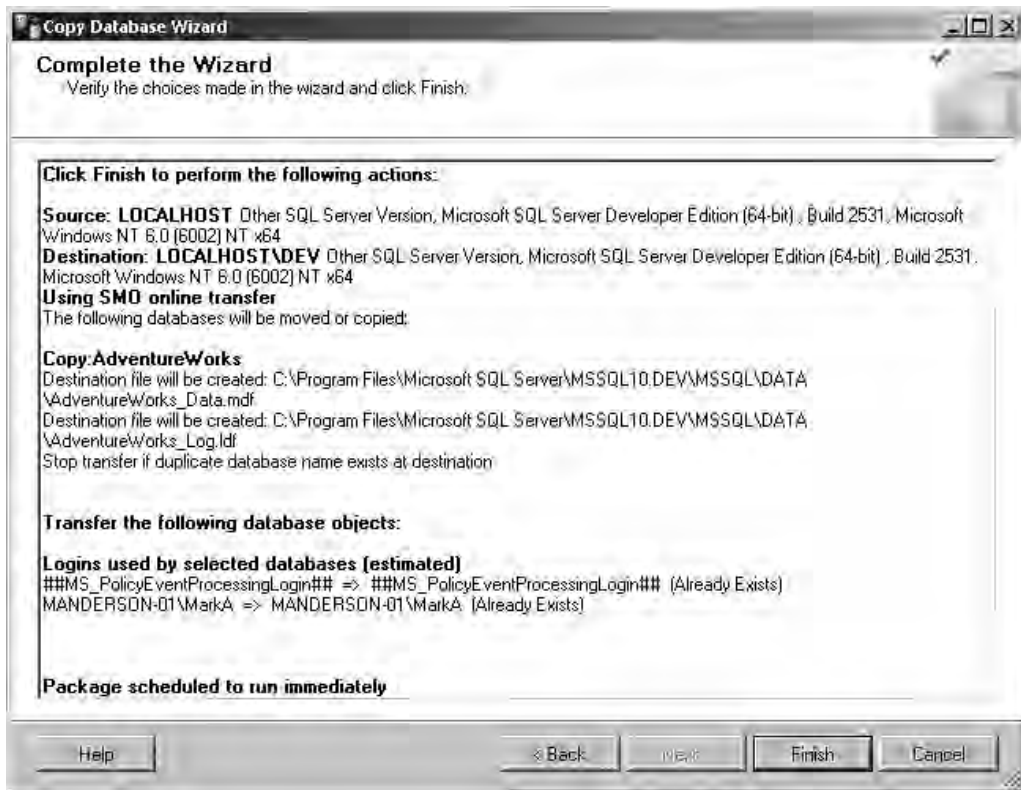 Copy Database Wizard
Complete the Wizard
Verify the choices made in the wizard and click Finish.
Click Finish to perform the following actions:
Source: LOCALHOST Other SQL Server Version, Microsoft SQL Server Developer Edition (64-bit) , Build 2531, Microsoft
Windows NT 6.0 (6002) NT x64
Destination: LOCALHOST\DEV Other SQL Server Version, Microsoft SQL Server Developer Edition (64-bit) , Build 2531,
Microsoft Windows NT 6.0 (6002) NT x64
Using SMO online transfer
The following databases will be moved or copied:
Copy:AdventureWorks
Destination file will be created: C:\Program Files\Microsoft SQL Server\MSSQL10.DEV\MSSQL\DATA
\AdventureWorks_Data.mdf
Destination file will be created: C:\Program Files\Microsoft SQL Server\MSSQL10.DEV\MSSQL\DATA
\AdventureWorks_Log.ldf
Stop transfer if duplicate database name exists at destination
Transfer the following database objects:
Logins used by selected databases (estimated)
##MS_PolicyEventProcessingLogin## => ##MS_PolicyEventProcessingLogin## (Already Exists)
MANDERSON-01\MarkA => MANDERSON-01\MarkA (Already Exists)
Package scheduled to run immediately
Help < Back Next Finish Cancel